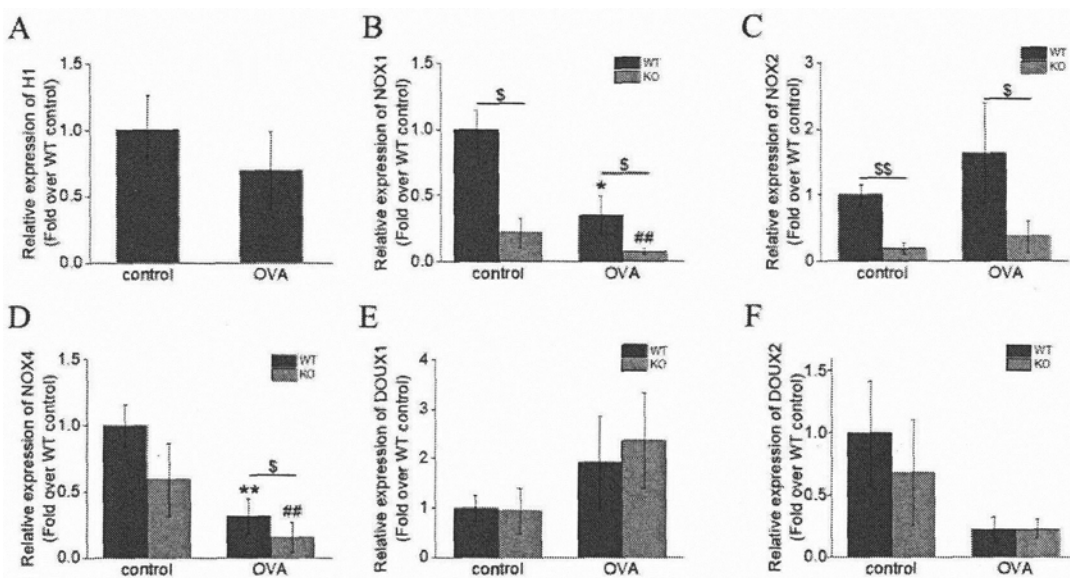 A
Relative expression of H1
(Fold over WT control)
1.5
1.0
0.5
0.0
control
OVA
B
Relative expression of NOX1
(Fold over WT control)
1.5
1.0
0.5
0.0
WT
KO
$
$
*
##
control
OVA
C
Relative expression of NOX2
(Fold over WT control)
2
1
0
WT
KO
$$
$
control
OVA
D
Relative expression of NOX4
(Fold over WT control)
1.5
1.0
0.5
0.0
WT
KO
$
**
##
control
OVA
E
Relative expression of DOUX1
(Fold over WT control)
4
3
2
1
0
WT
KO
control
OVA
F
Relative expression of DOUX2
(Fold over WT control)
1.5
1.0
0.5
0.0
WT
KO
control
OVA